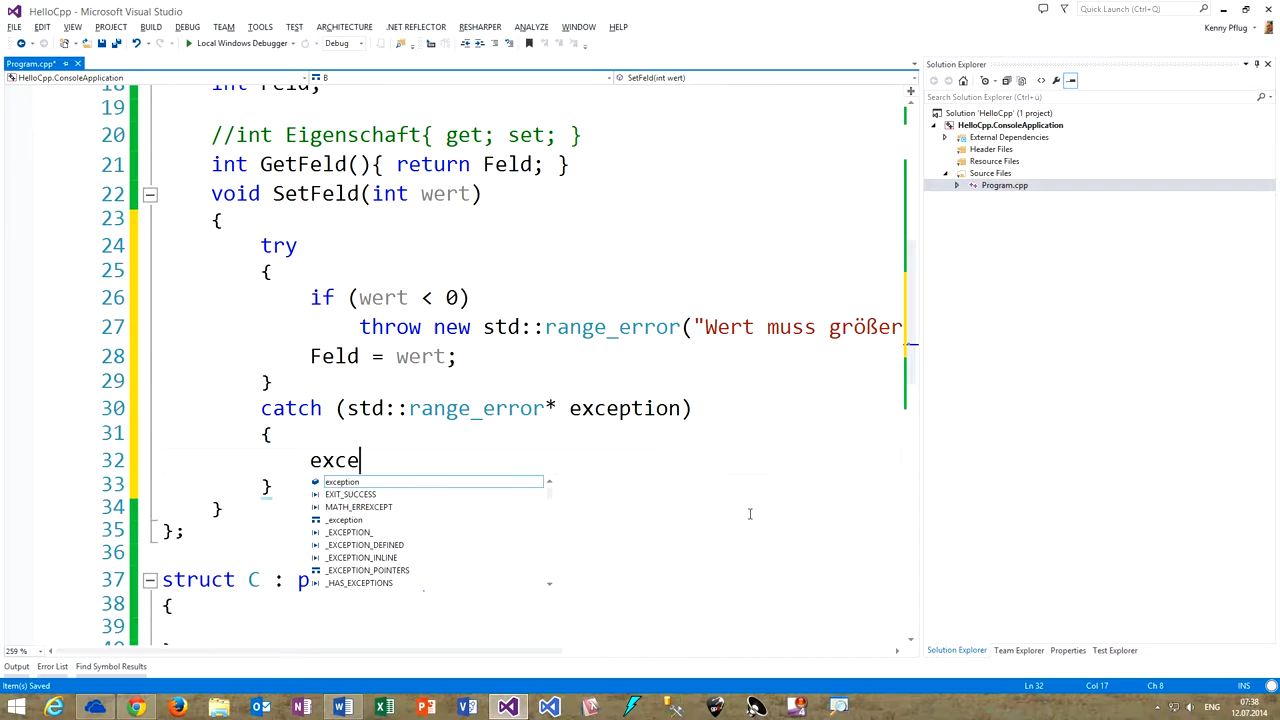 HelloCpp - Microsoft Visual Studio
Quick Launch (Ctrl+Q)
FILE EDIT VIEW PROJECT BUILD DEBUG TEAM TOOLS TEST ARCHITECTURE .NET REFLECTOR RESHARPER ANALYZE WINDOW HELP
Kenny Pflug
Local Windows Debugger Debug
Program.cpp*
HelloCpp.ConsoleApplication B SetFeld(int wert)
18 int Feld;
19
20 //int Eigenschaft{ get; set; }
21 int GetFeld(){ return Feld; }
22 void SetFeld(int wert)
23 {
24 try
25 {
26 if (wert < 0)
27 throw new std::range_error("Wert muss größer
28 Feld = wert;
29 }
30 catch (std::range_error* exception)
31 {
32 exce
33 }
34 }
35 };
36
37 struct C : p
38 {
39
exception
EXIT_SUCCESS
MATH_ERREXCEPT
_exception
_EXCEPTION_
_EXCEPTION_DEFINED
_EXCEPTION_INLINE
_EXCEPTION_POINTERS
_HAS_EXCEPTIONS
259 %
Output Error List Find Symbol Results
Solution Explorer
Search Solution Explorer (Ctrl+ü)
Solution 'HelloCpp' (1 project)
HelloCpp.ConsoleApplication
External Dependencies
Header Files
Resource Files
Source Files
Program.cpp
Solution Explorer Team Explorer Properties Test Explorer
Item(s) Saved Ln 32 Col 17 Ch 8 INS
ENG
07:38
12.07.2014